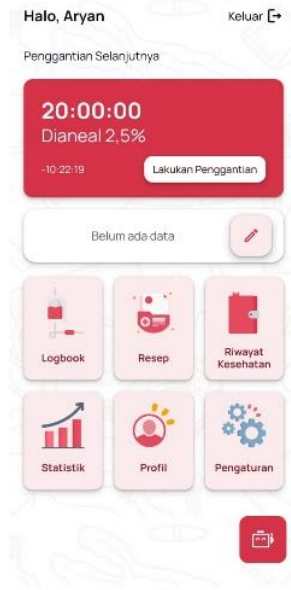 Halo, Aryan
Keluar
Penggantian Selanjutnya
20:00:00
Dianeal 2,5%
-10:22:19
Lakukan Penggantian
Belum ada data
Logbook
Resep
Riwayat
Kesehatan
Statistik
Profil
Pengaturan